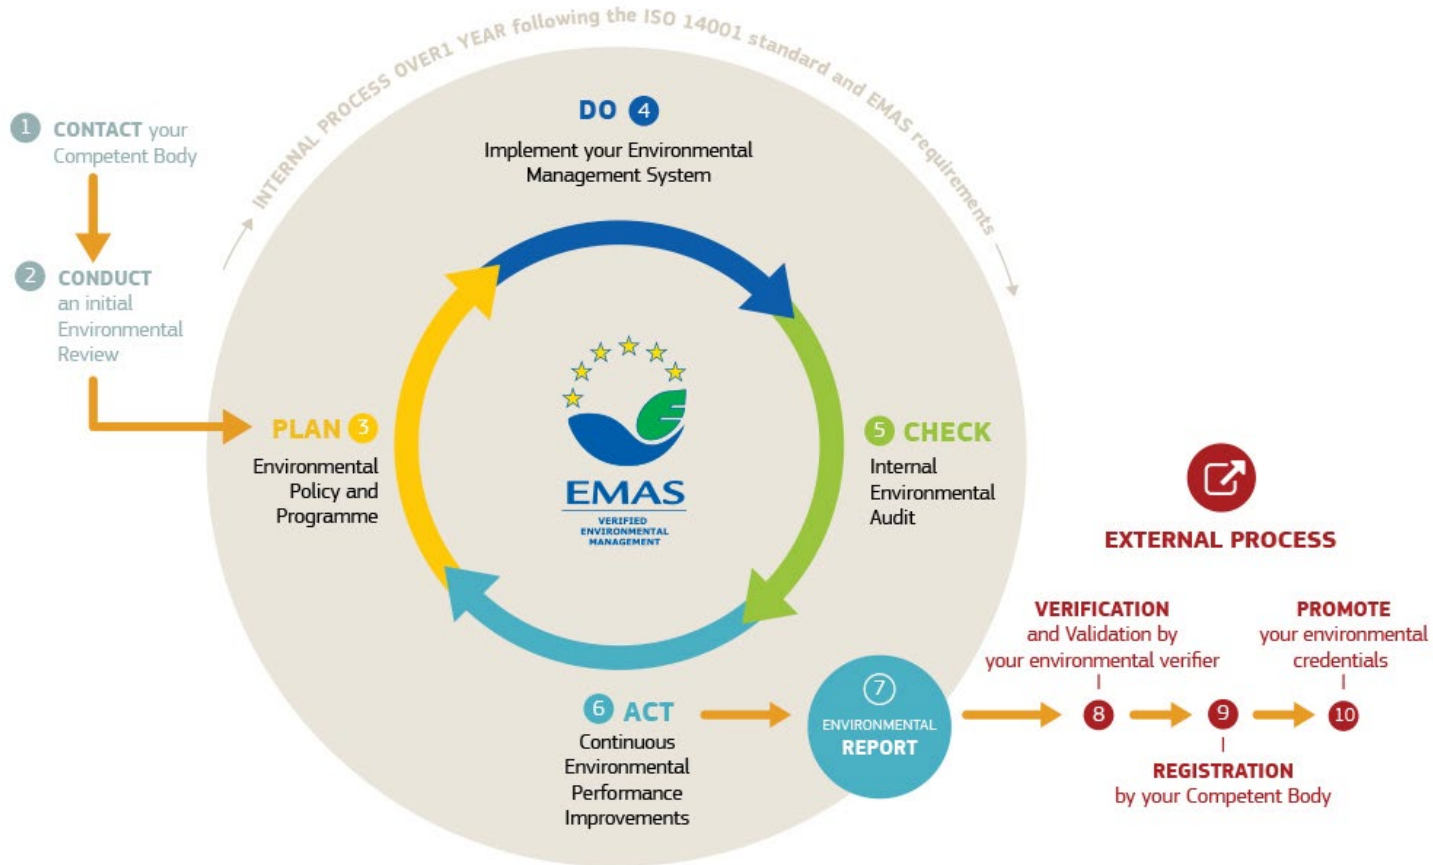 INTERNAL PROCESS OVER1 YEAR following the ISO 14001 standard and EMAS requirements
1 CONTACT your
Competent Body
2 CONDUCT
an initial
Environmental
Review
PLAN 3
Environmental
Policy and
Programme
DO 4
Implement your Environmental
Management System
5 CHECK
Internal
Environmental
Audit
EMAS
VERIFIED
ENVIRONMENTAL
MANAGEMENT
6 ACT
Continuous
Environmental
Performance
Improvements
7
ENVIRONMENTAL
REPORT
EXTERNAL PROCESS
VERIFICATION
and Validation by
your environmental verifier
8
9
REGISTRATION
by your Competent Body
PROMOTE
your environmental
credentials
10